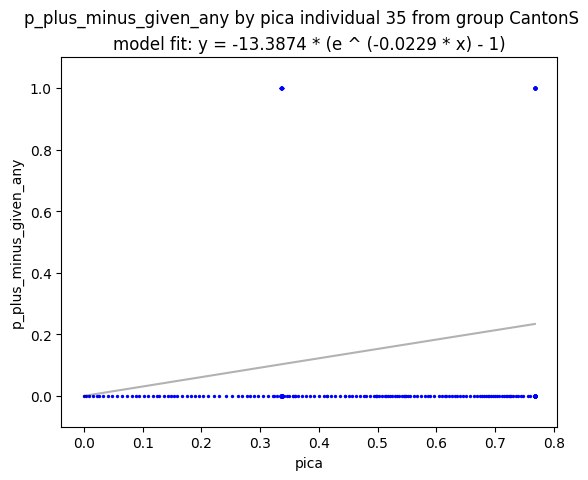 p_plus_minus_given_any by pica individual 35 from group CantonS
model fit: y = -13.3874 * (e ^ (-0.0229 * x) - 1)
p_plus_minus_given_any
1.0
0.8
0.6
0.4
0.2
0.0
0.0 0.1 0.2 0.3 0.4 0.5 0.6 0.7 0.8
pica